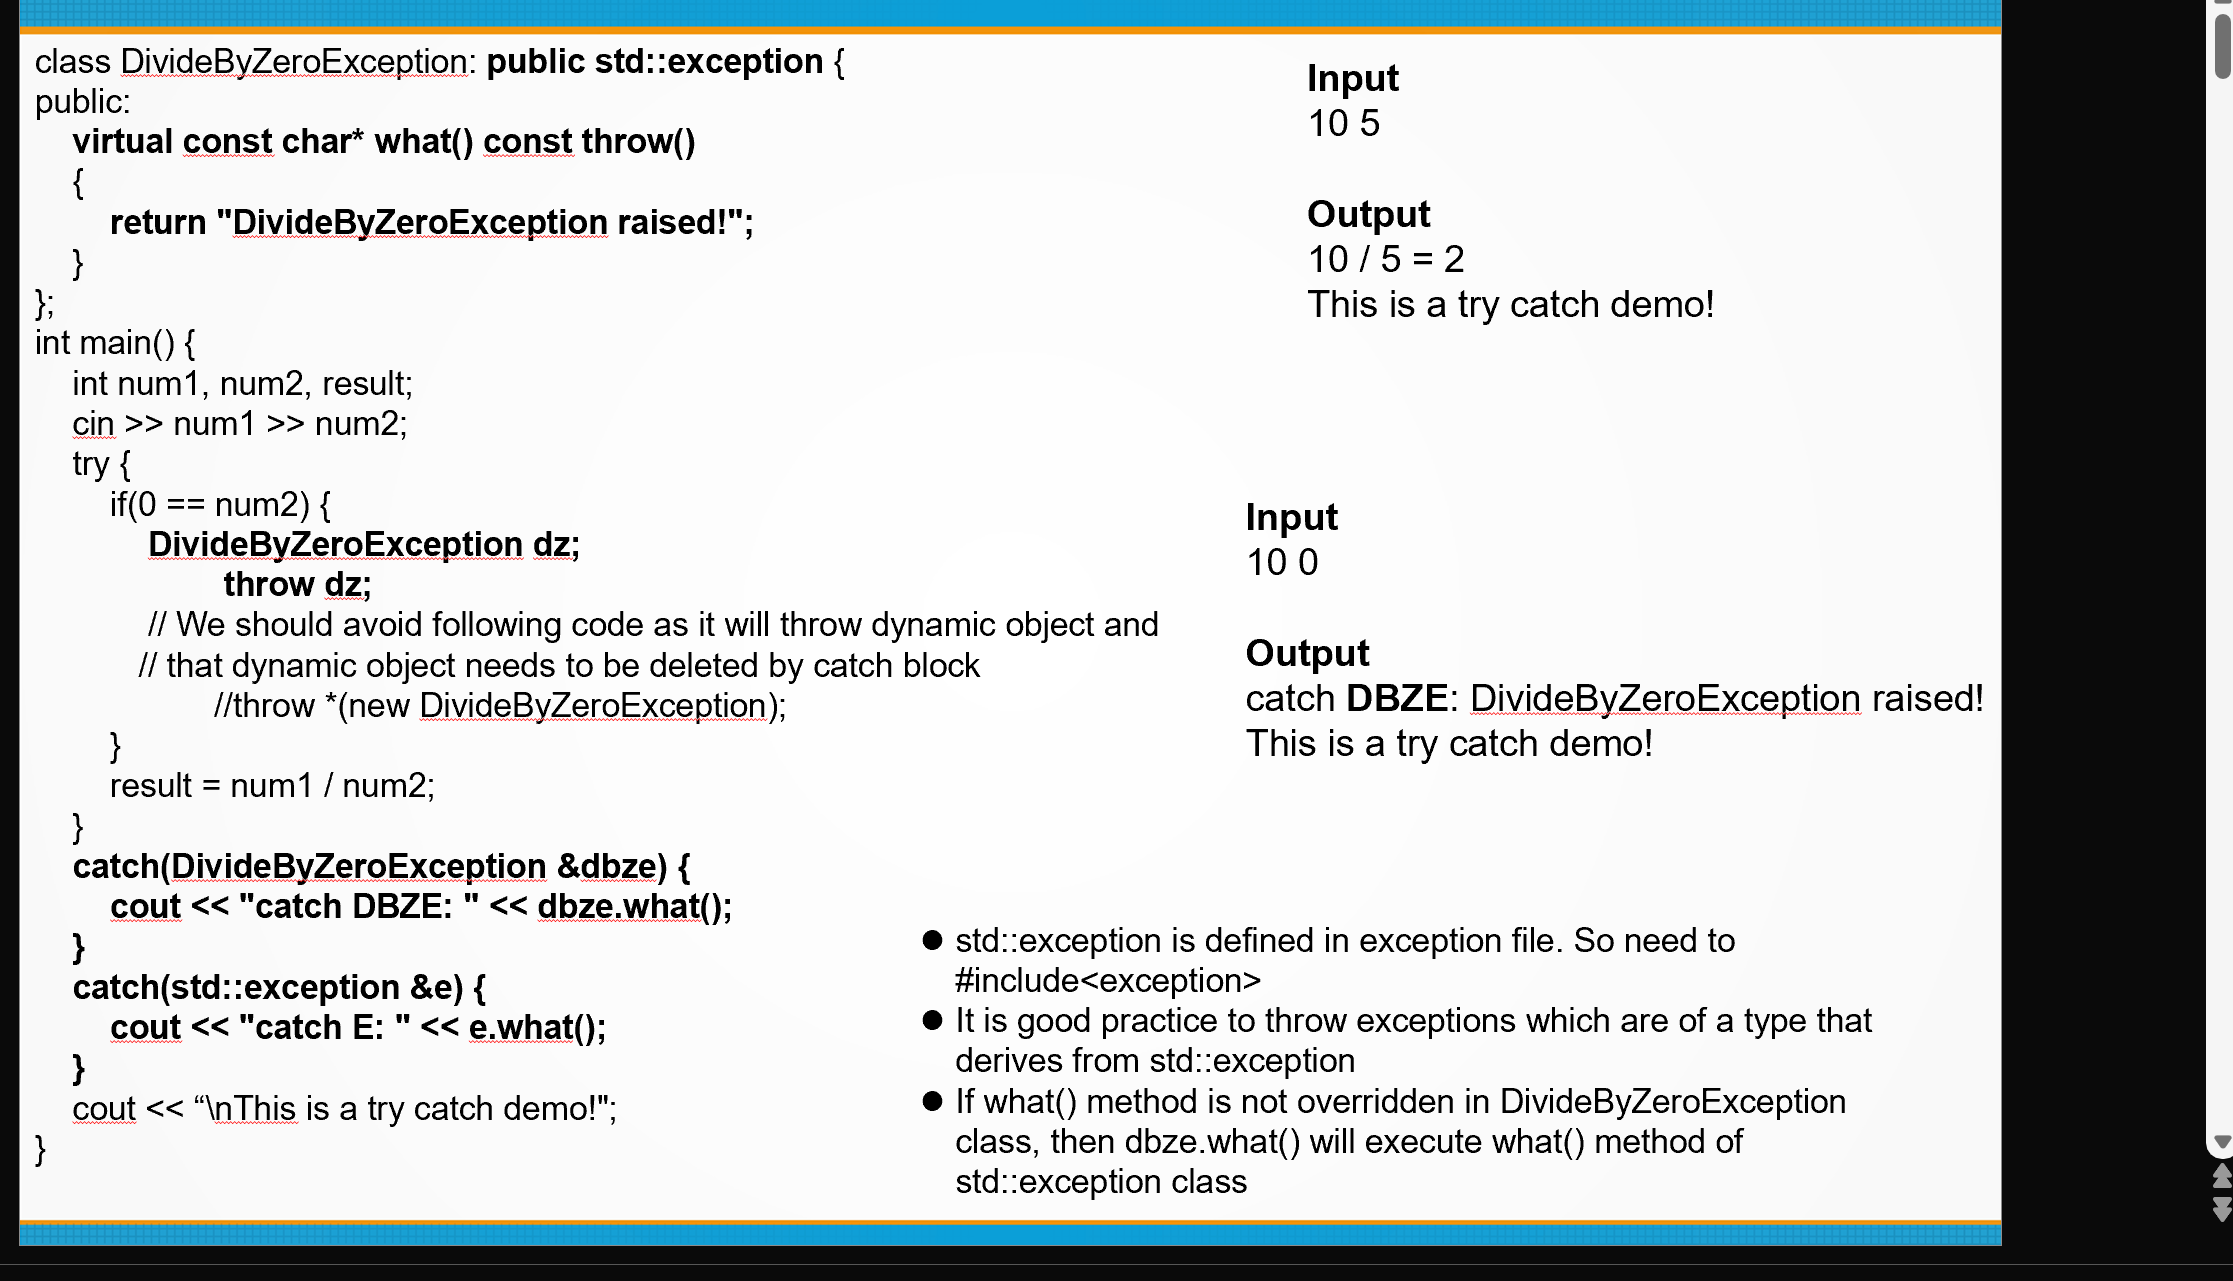 class DivideByZeroException: public std::exception {
public:
virtual const char* what() const throw()
{
return "DivideByZeroException raised!";
}
};
int main() {
int num1, num2, result;
cin >> num1 >> num2;
try {
if(0 == num2) {
DivideByZeroException dz;
throw dz;
// We should avoid following code as it will throw dynamic object and
// that dynamic object needs to be deleted by catch block
//throw *(new DivideByZeroException);
}
result = num1 / num2;
}
catch(DivideByZeroException &dbze) {
cout << "catch DBZE: " << dbze.what();
}
catch(std::exception &e) {
cout << "catch E: " << e.what();
}
cout << “\nThis is a try catch demo!";
}
Input
10 5
Output
10 / 5 = 2
This is a try catch demo!
Input
10 0
Output
catch DBZE: DivideByZeroException raised!
This is a try catch demo!
● std::exception is defined in exception file. So need to
#include<exception>
● It is good practice to throw exceptions which are of a type that
derives from std::exception
● If what() method is not overridden in DivideByZeroException
class, then dbze.what() will execute what() method of
std::exception class